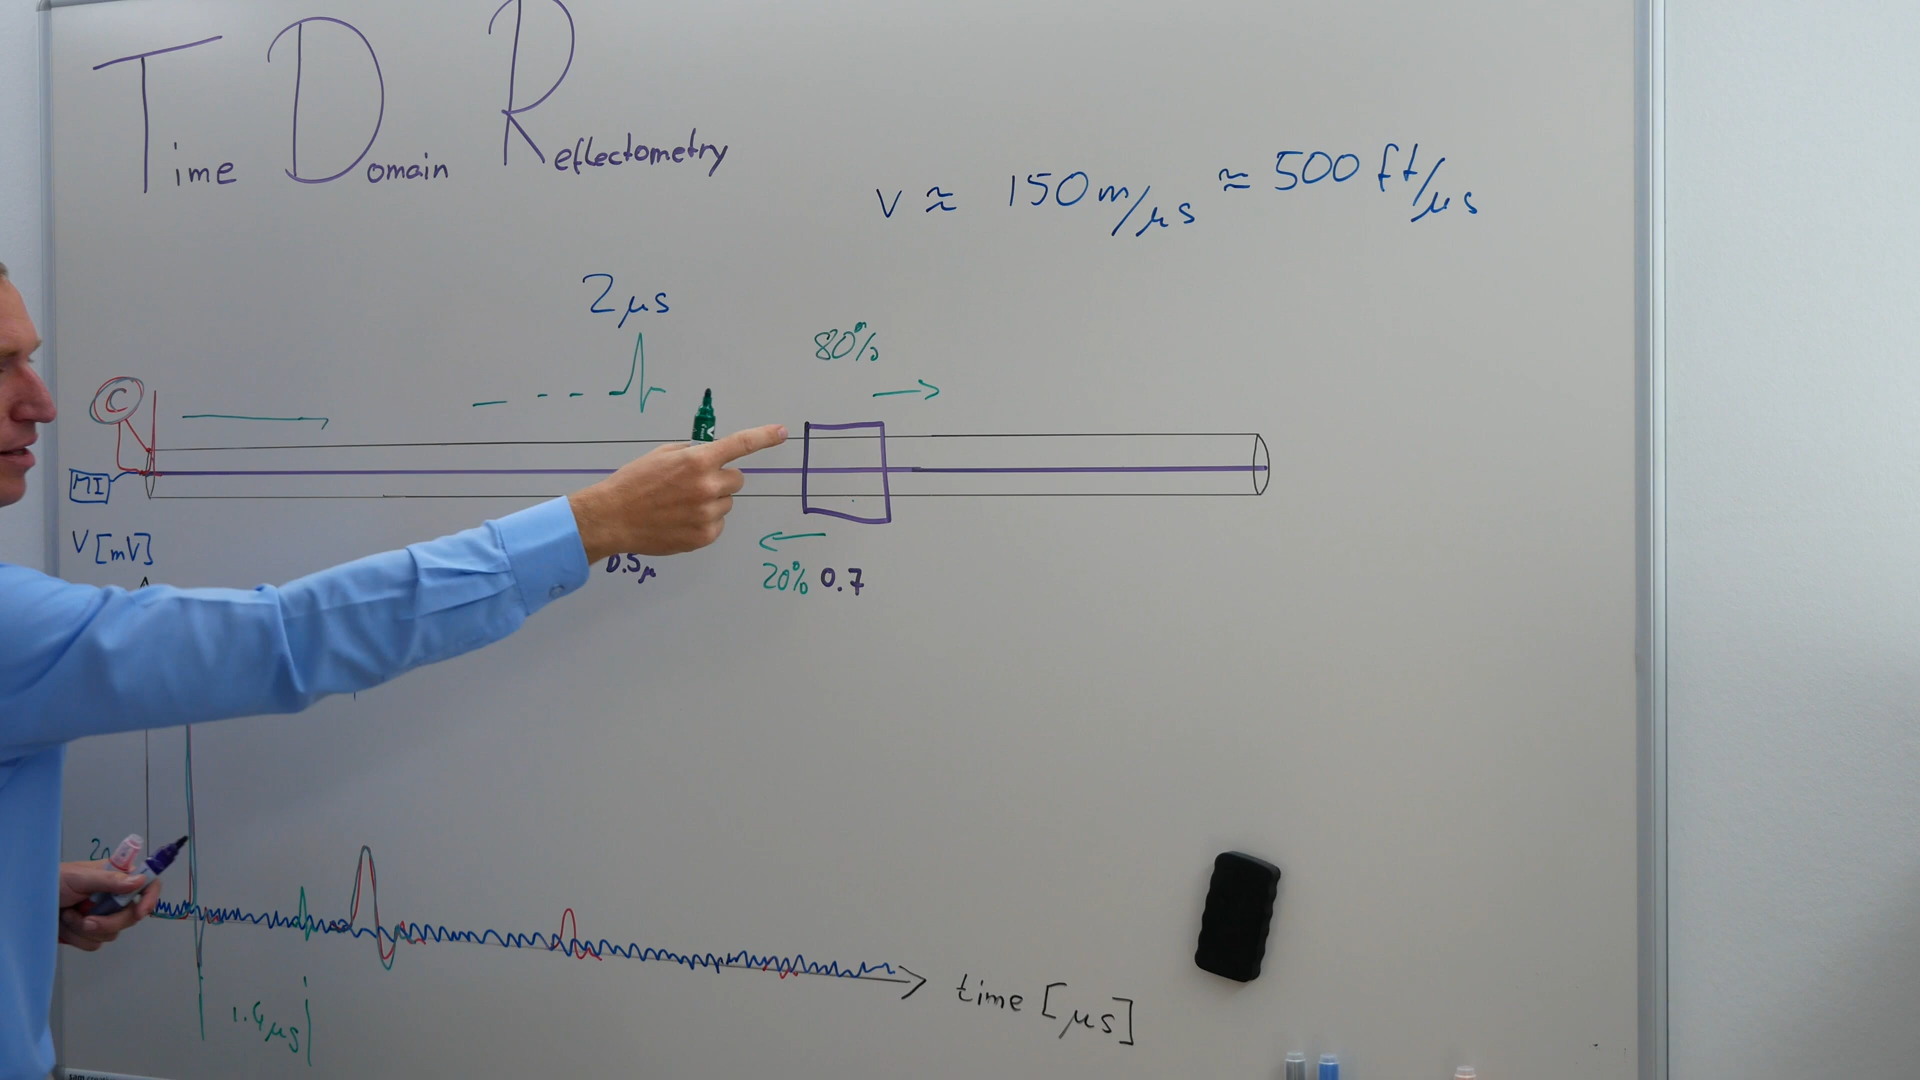 Time Domain Reflectometry
V ≈ 150 m/μs ≈ 500 ft/μs
2 μs
80%
C
MI
V [mV]
0.5μ
20% 0.7
time [μs]
1.4 μs